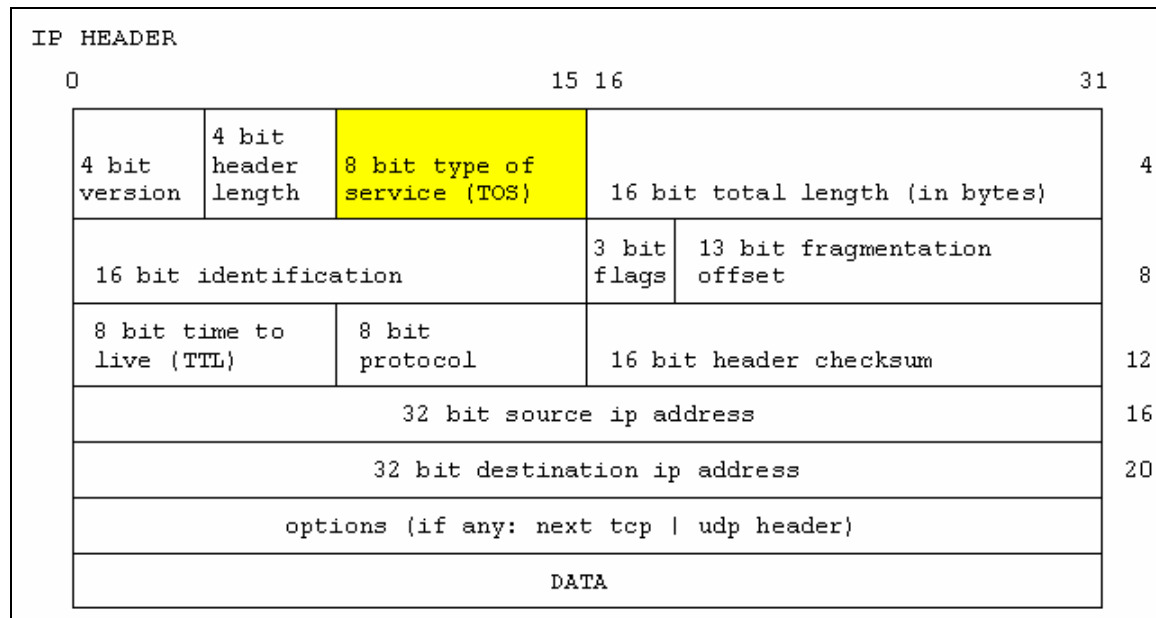 IP HEADER
0 15 16 31
4 bit
version
4 bit
header
length
8 bit type of
service (TOS)
16 bit total length (in bytes)
4
16 bit identification
3 bit
flags
13 bit fragmentation
offset
8
8 bit time to
live (TTL)
8 bit
protocol
16 bit header checksum
12
32 bit source ip address
16
32 bit destination ip address
20
options (if any: next tcp | udp header)
DATA